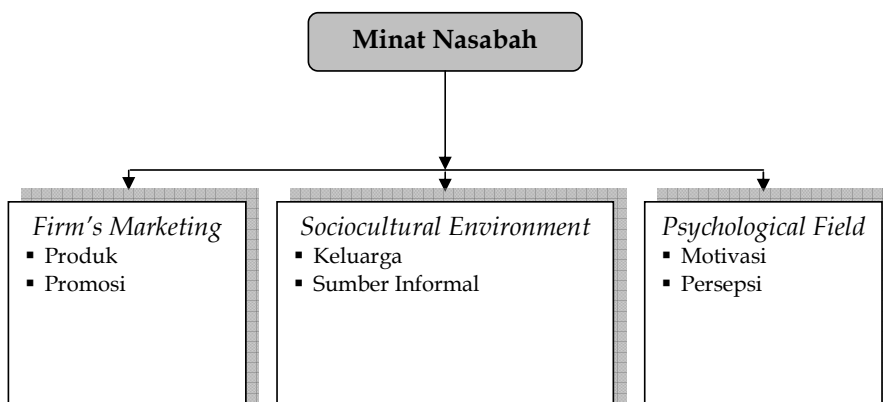 Minat Nasabah
Firm's Marketing
▪ Produk
▪ Promosi
Sociocultural Environment
▪ Keluarga
▪ Sumber Informal
Psychological Field
▪ Motivasi
▪ Persepsi